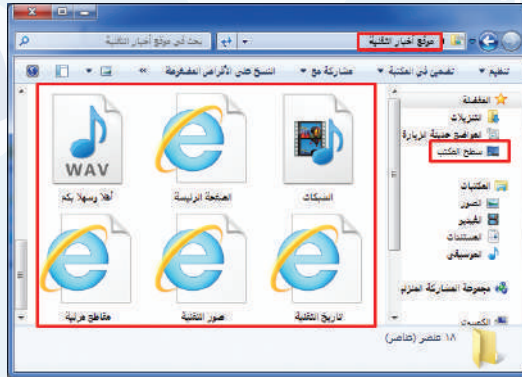 موقع أخبار التقنية
بحث في موقع أخبار التقنية
تنظيم
تضمين في المكتبة
مشاركة مع
النسخ على الأقراص المضغوطة
المفضلة
التنزيلات
المواضع حديثة الزيارة
سطح المكتب
المكتبات
الصور
الفيديو
المستندات
الموسيقى
مجموعة المشاركة المنزلية
الكمبيوتر
الشبكات
الصفحة الرئيسة
WAV
أهلا وسهلا بكم
تاريخ التقنية
صور التقنية
مقاطع مرئية
١٨ عنصر (عناصر)